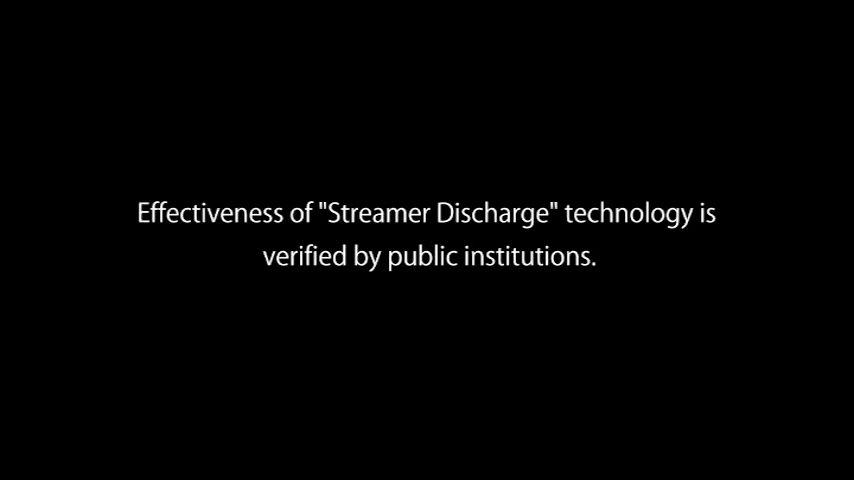 Effectiveness of "Streamer Discharge" technology is
verified by public institutions.